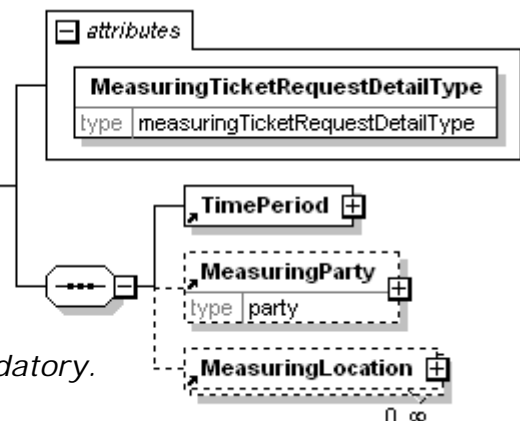 attributes
MeasuringTicketRequestDetailType
type measuringTicketRequestDetailType
TimePeriod
MeasuringParty
type party
datory.
MeasuringLocation
0..∞